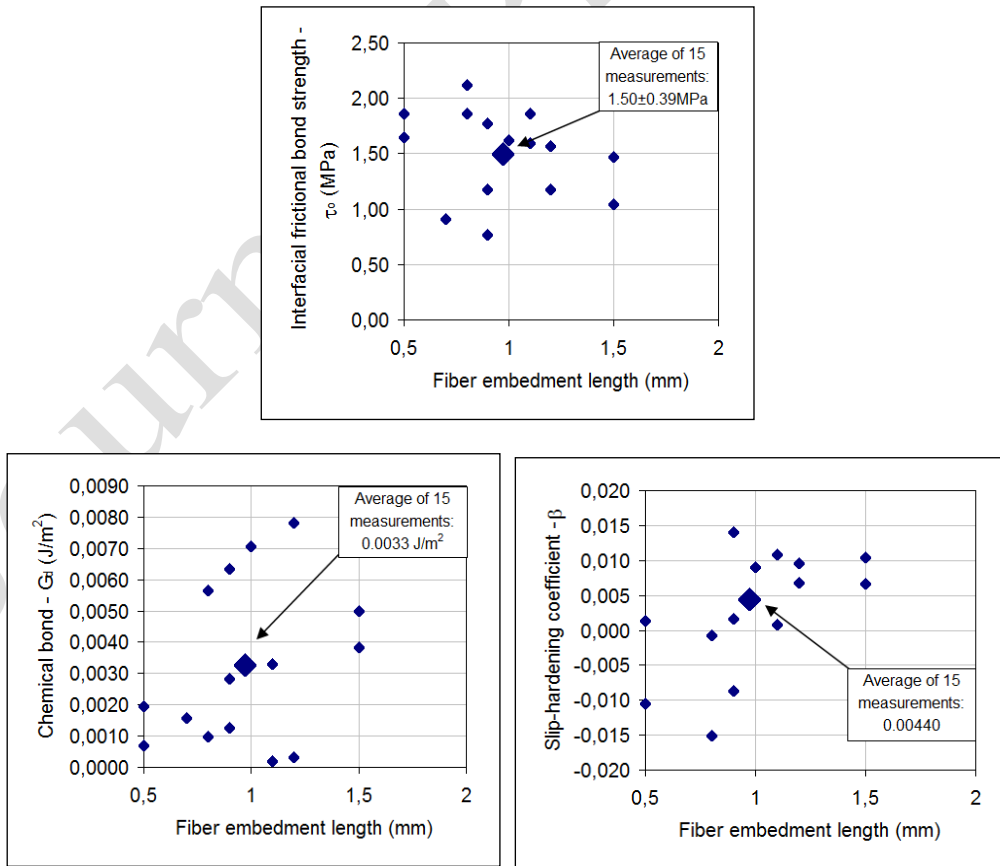 Interfacial frictional bond strength -
τo (MPa)
2,50
2,00
1,50
1,00
0,50
0,00
Average of 15
measurements:
1.50±0.39MPa
0,5 1 1,5 2
Fiber embedment length (mm)
Chemical bond - Gd (J/m²)
0,0090
0,0080
0,0070
0,0060
0,0050
0,0040
0,0030
0,0020
0,0010
0,0000
Average of 15
measurements:
0.0033 J/m²
0,5 1 1,5 2
Fiber embedment length (mm)
Slip-hardening coefficient -β
0,020
0,015
0,010
0,005
0,000
-0,005
-0,010
-0,015
-0,020
Average of 15
measurements:
0.00440
0,5 1 1,5 2
Fiber embedment length (mm)